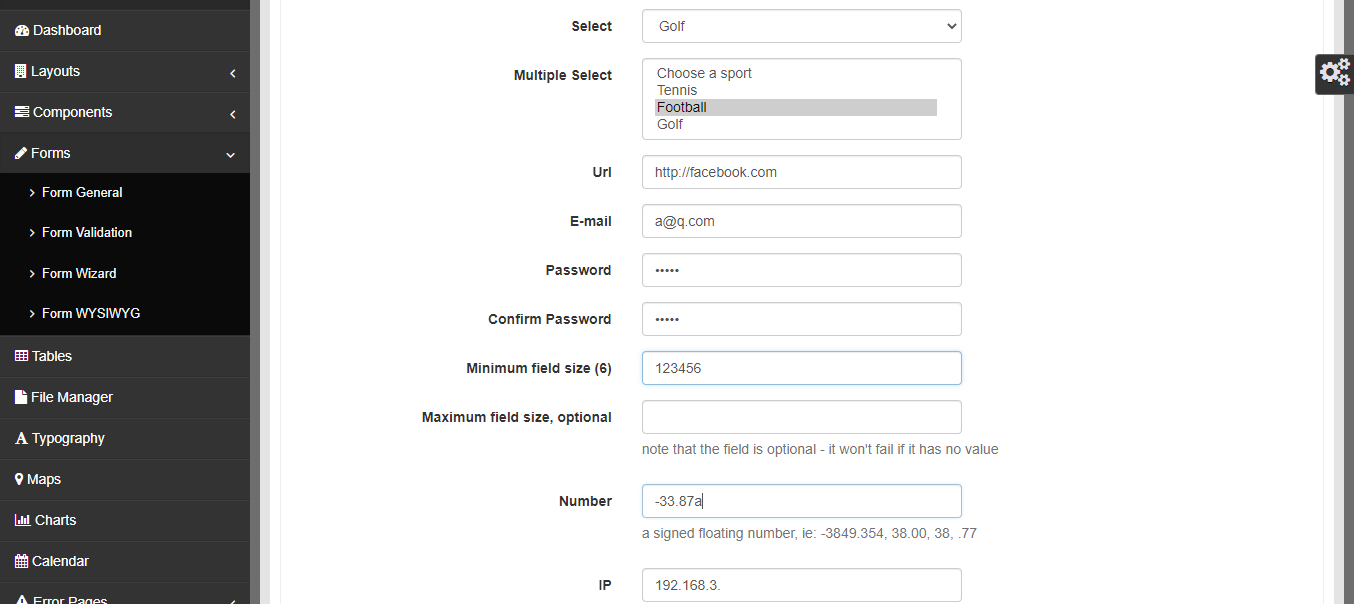 Dashboard
Layouts
Components
Forms
Form General
Form Validation
Form Wizard
Form WYSIWYG
Tables
File Manager
Typography
Maps
Charts
Calendar
Error Pages
Select
Golf
Multiple Select
Choose a sport
Tennis
Football
Golf
Url
http://facebook.com
E-mail
a@q.com
Password
•••••
Confirm Password
•••••
Minimum field size (6)
123456
Maximum field size, optional
note that the field is optional - it won't fail if it has no value
Number
-33.87a
a signed floating number, ie: -3849.354, 38.00, 38, .77
IP
192.168.3.